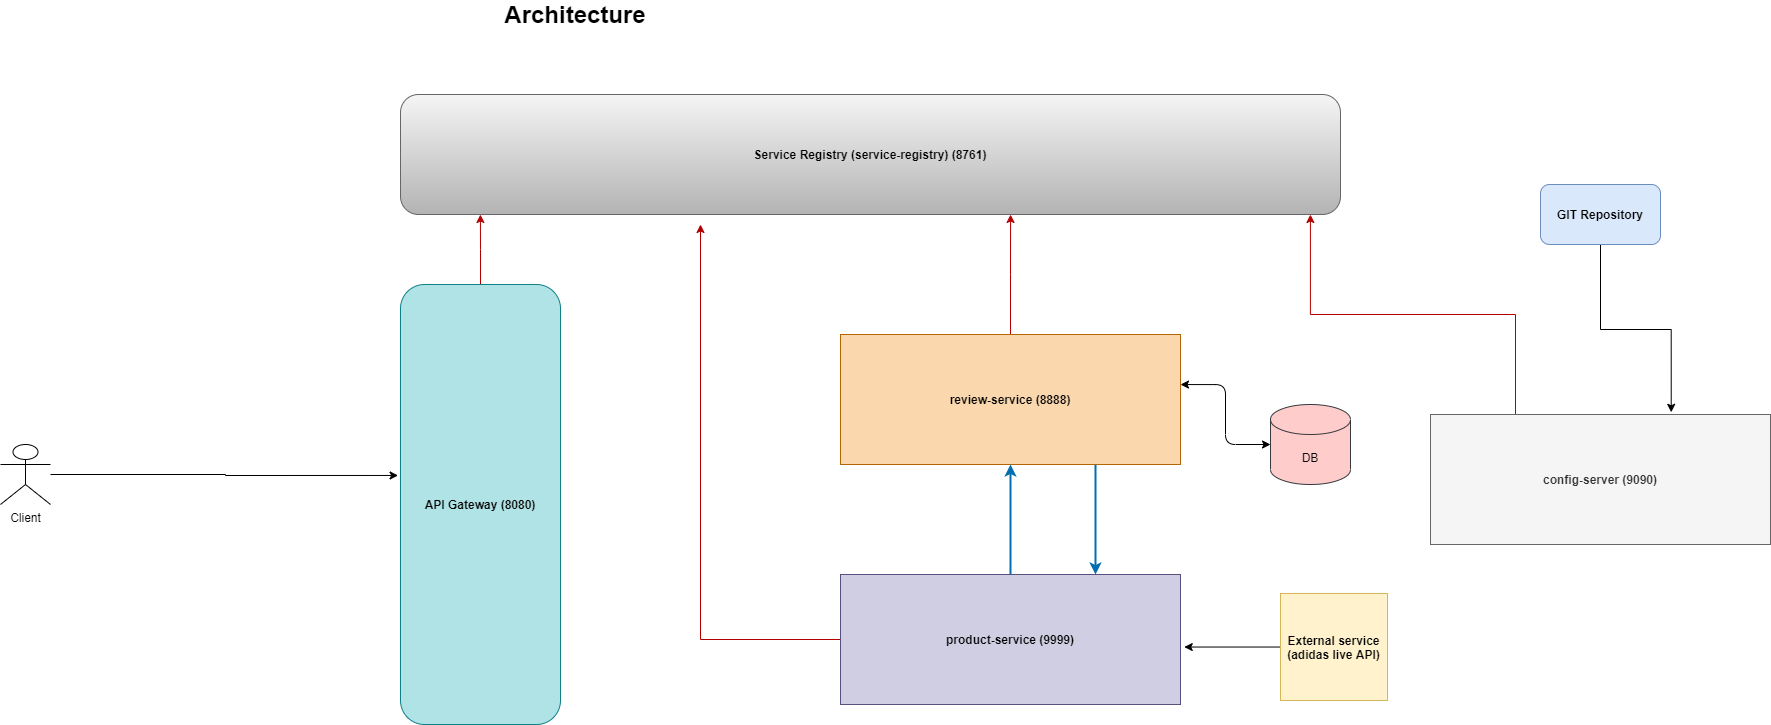 Architecture
Service Registry (service-registry) (8761)
GIT Repository
review-service (8888)
DB
config-server (9090)
Client
API Gateway (8080)
product-service (9999)
External service
(adidas live API)